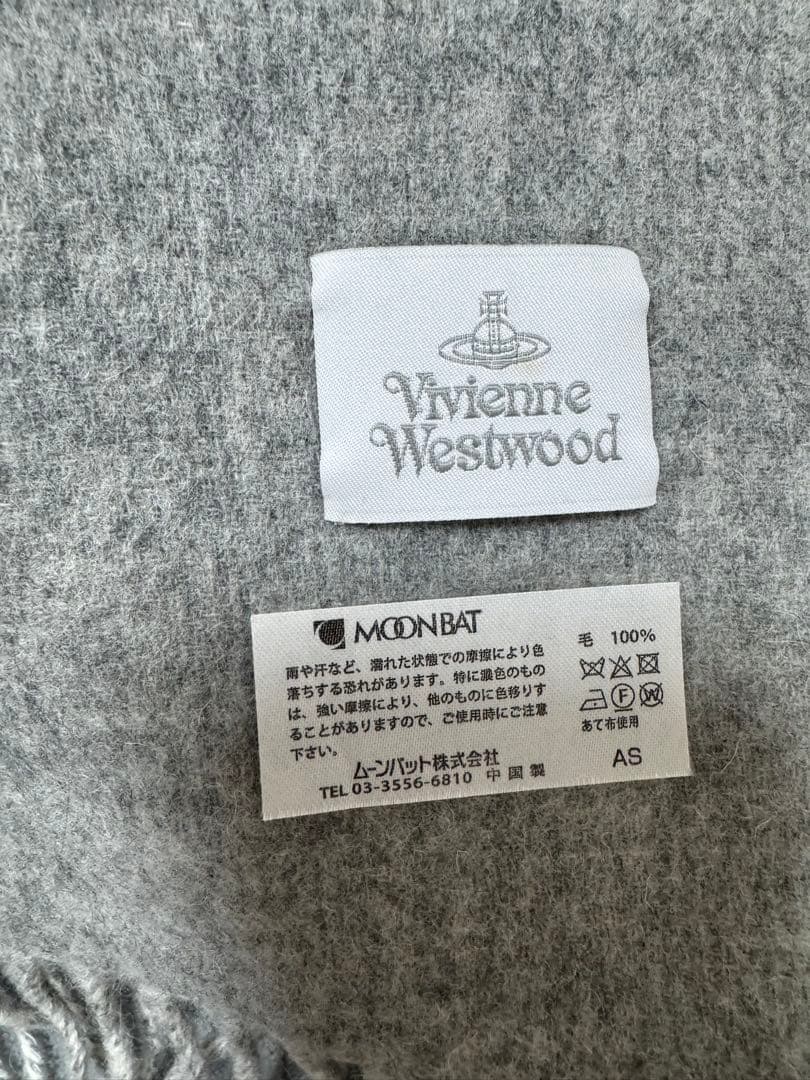 Vivienne
Westwood
MOONBAT
雨や汗など、濡れた状態での摩擦により色
落ちする恐れがあります。特に濃色のもの
は、強い摩擦により、他のものに色移りす
ることがありますので、ご使用時にご注意
下さい。
ムーンバット株式会社
TEL 03-3556-6810 中国製
毛 100%
F W
あて布使用
AS